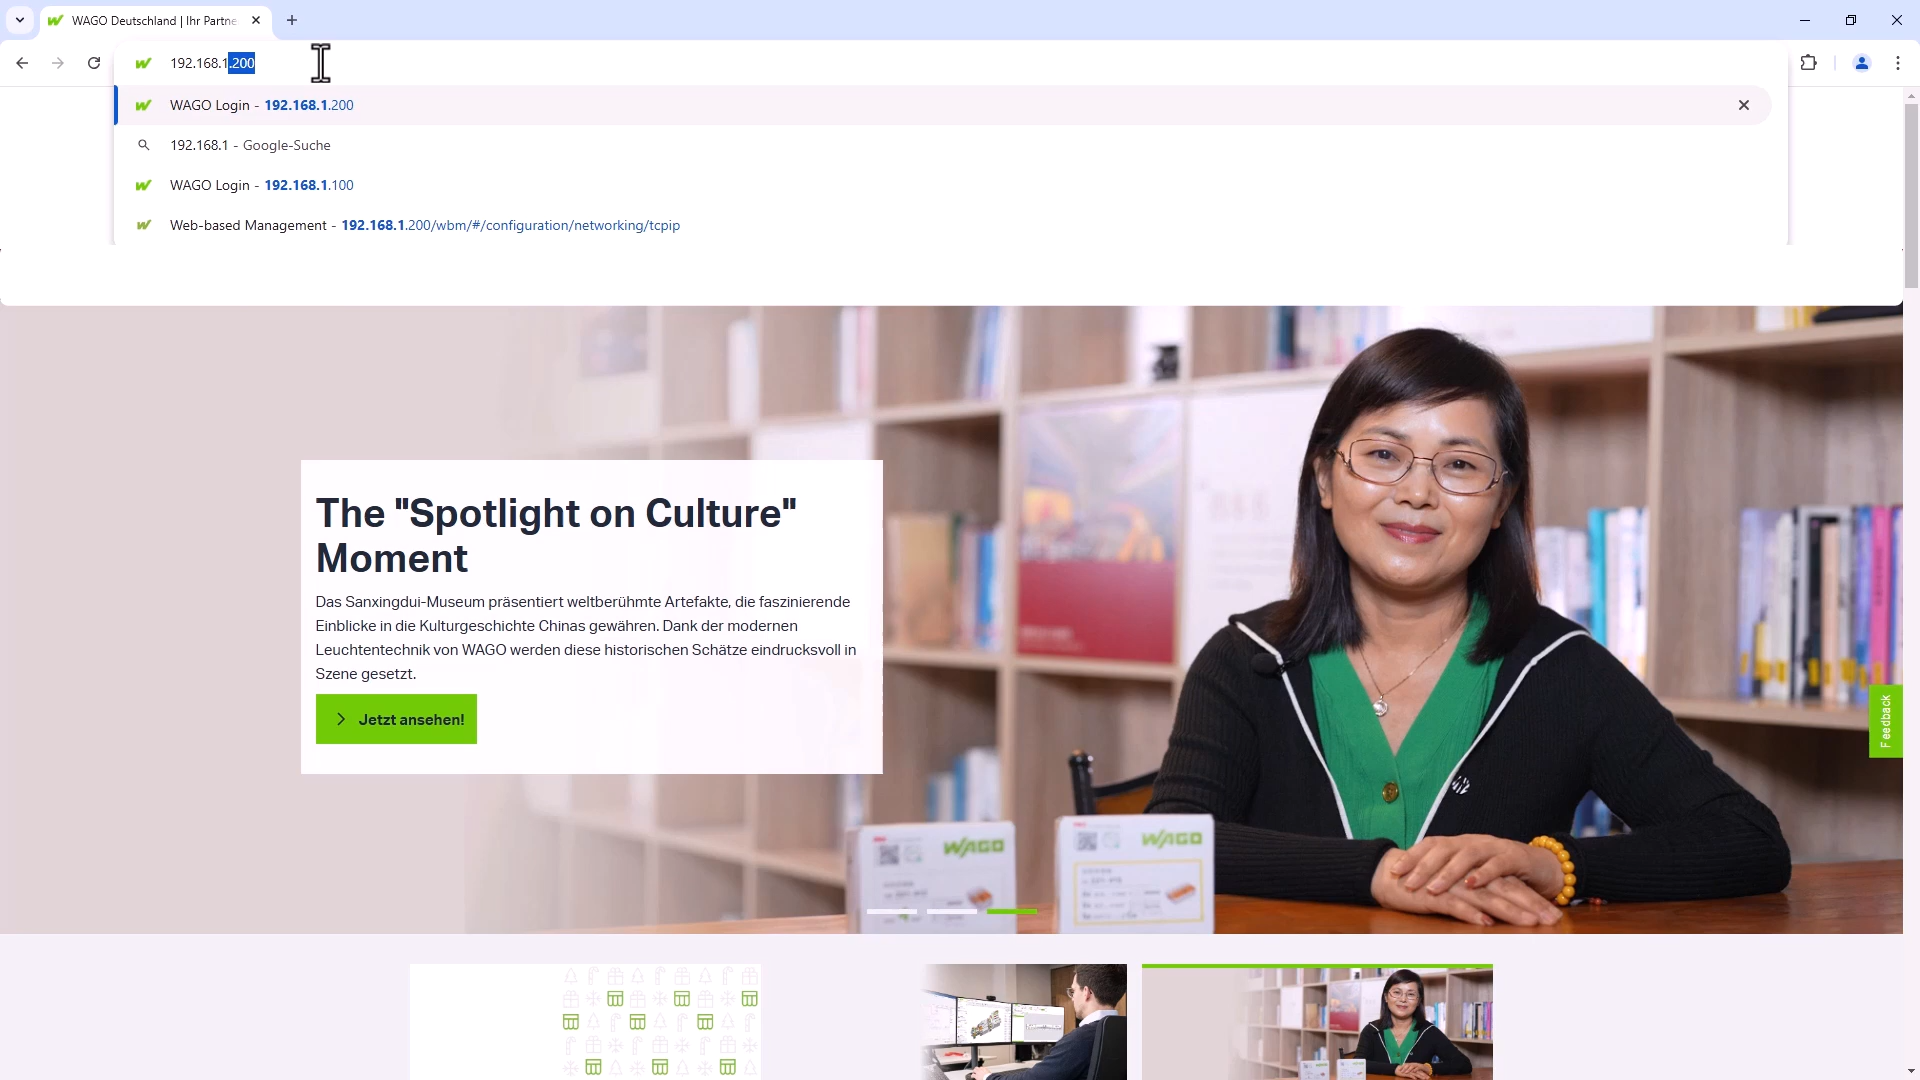 WAGO Deutschland | Ihr Partne
192.168.1.200
WAGO Login - 192.168.1.200
192.168.1 - Google-Suche
WAGO Login - 192.168.1.100
Web-based Management - 192.168.1.200/wbm/#/configuration/networking/tcpip
The "Spotlight on Culture"
Moment
Das Sanxingdui-Museum präsentiert weltberühmte Artefakte, die faszinierende
Einblicke in die Kulturgeschichte Chinas gewähren. Dank der modernen
Leuchtentechnik von WAGO werden diese historischen Schätze eindrucksvoll in
Szene gesetzt.
Jetzt ansehen!
Feedback
WAGO
WAGO